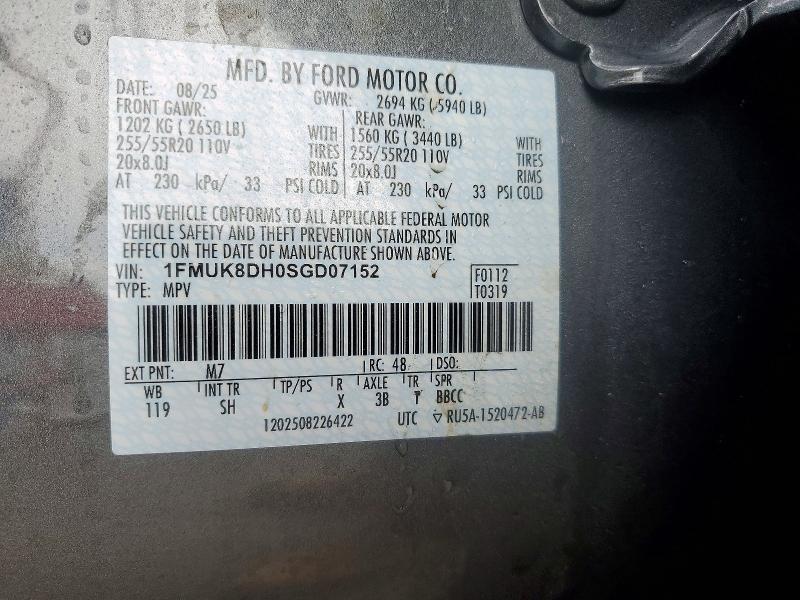 MFD. BY FORD MOTOR CO.
DATE: 08/25 GVWR: 2694 KG (5940 LB)
FRONT GAWR: REAR GAWR:
1202 KG (2650 LB) WITH 1560 KG (3440 LB) WITH
255/55R20 110V TIRES 255/55R20 110V TIRES
20x8.0J RIMS 20x8.0J RIMS
AT 230 kPa/ 33 PSI COLD AT 230 kPa/ 33 PSI COLD
THIS VEHICLE CONFORMS TO ALL APPLICABLE FEDERAL MOTOR
VEHICLE SAFETY AND THEFT PREVENTION STANDARDS IN
EFFECT ON THE DATE OF MANUFACTURE SHOWN ABOVE.
VIN: 1FMUK8DH0SGD07152 F0112
TYPE: MPV T0319
EXT PNT: M7 RC: 48 DSO:
WB INT TR TP/PS R AXLE TR SPR
119 SH X 3B T BBCC
1202508226422 UTC ▽ RU5A-1520472-AB